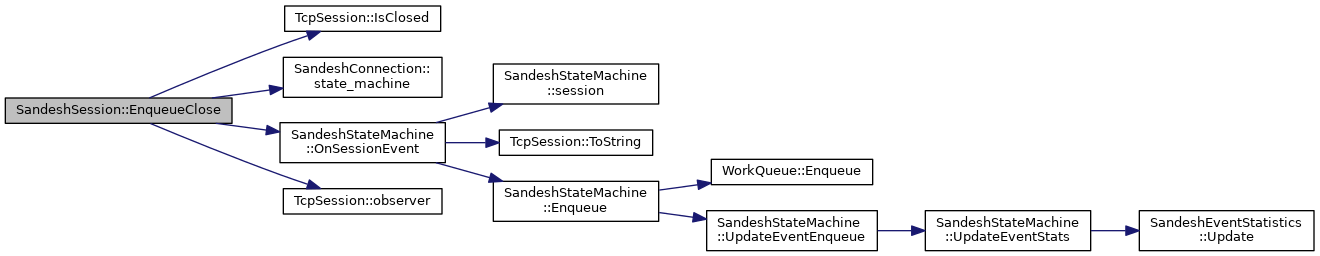 SandeshSession::EnqueueClose
TcpSession::IsClosed
SandeshConnection::
state_machine
SandeshStateMachine
::OnSessionEvent
TcpSession::observer
SandeshStateMachine
::session
TcpSession::ToString
SandeshStateMachine
::Enqueue
WorkQueue::Enqueue
SandeshStateMachine
::UpdateEventEnqueue
SandeshStateMachine
::UpdateEventStats
SandeshEventStatistics
::Update